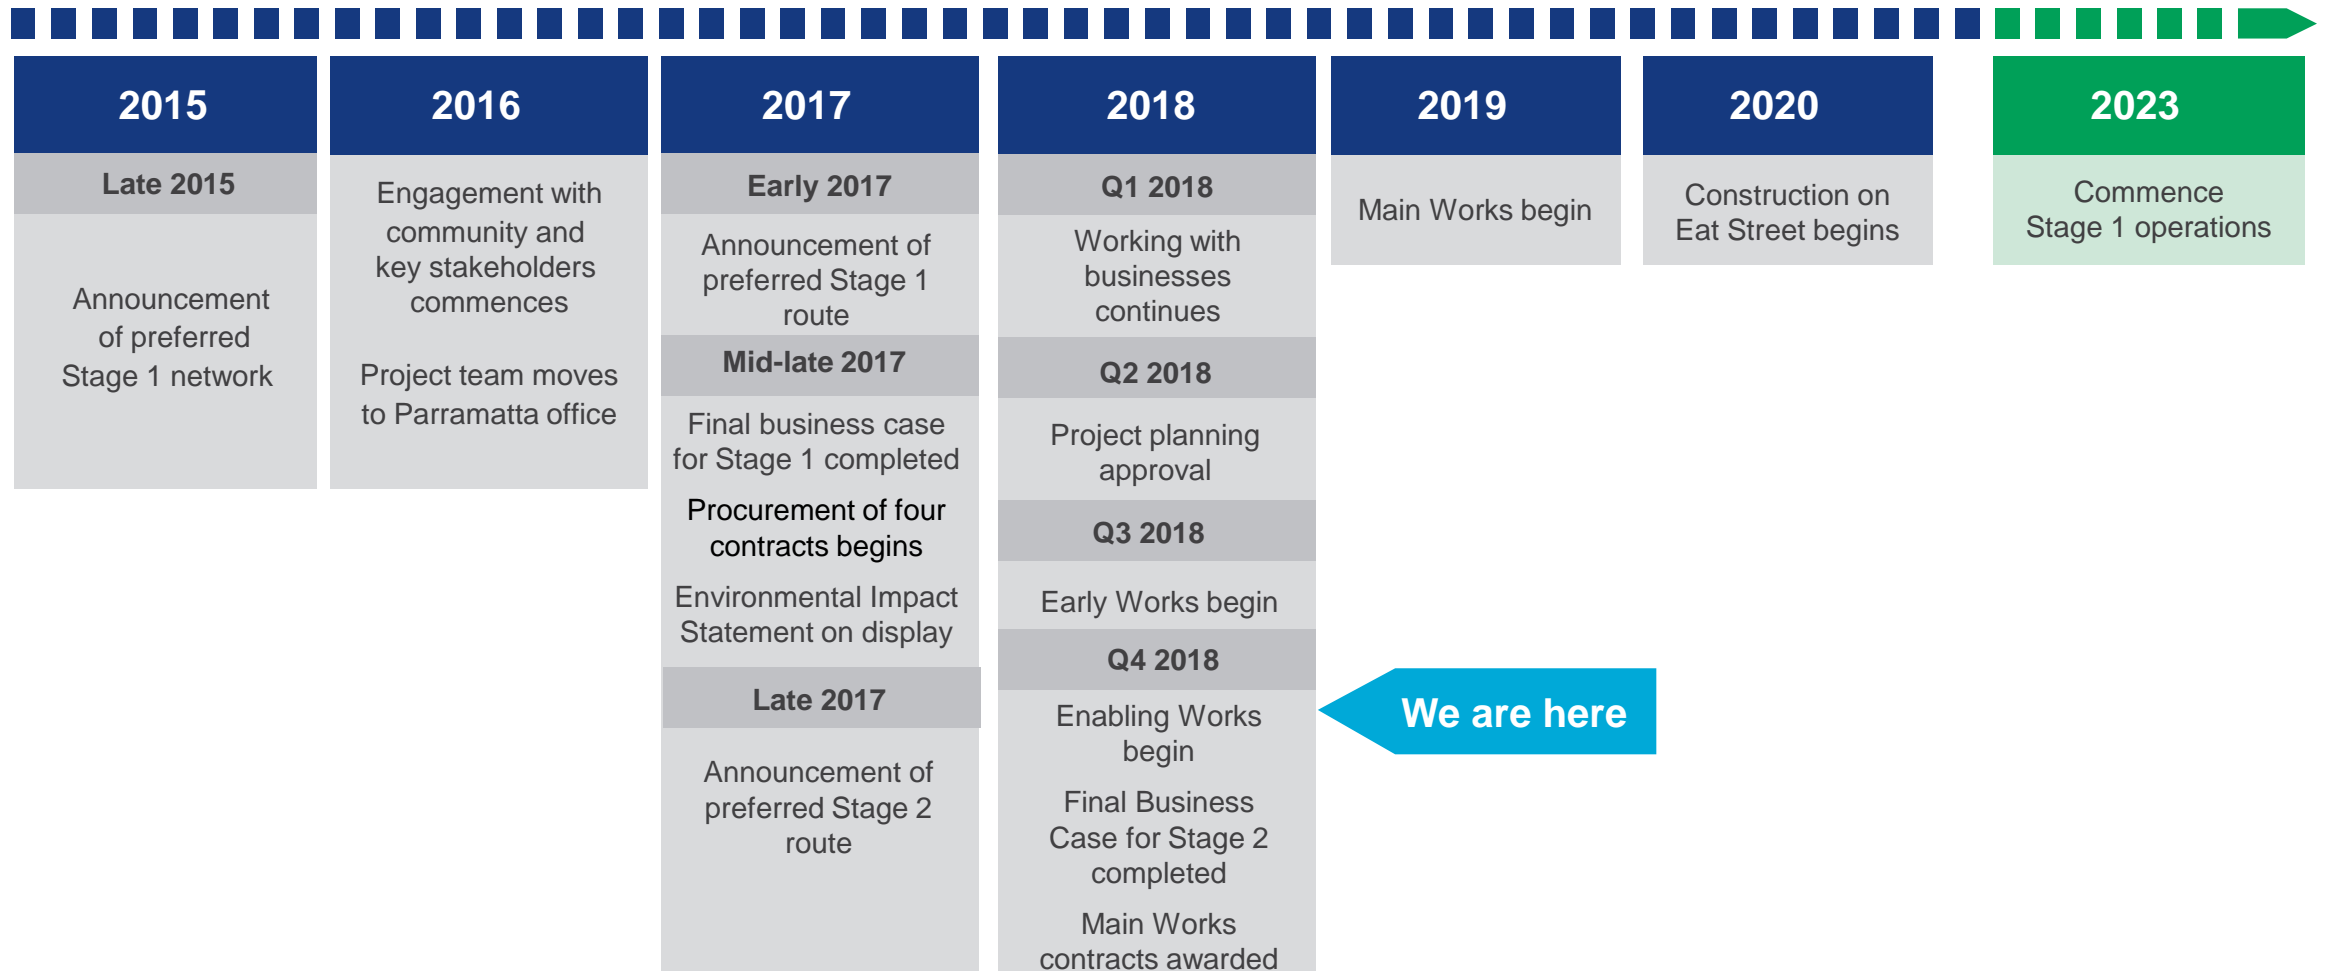 2015
Late 2015
Announcement
of preferred
Stage 1 network
2016
Engagement with
community and
key stakeholders
commences
Project team moves
to Parramatta office
2017
Early 2017
Announcement of
preferred Stage 1
route
Mid-late 2017
Final business case
for Stage 1 completed
Procurement of four
contracts begins
Environmental Impact
Statement on display
Late 2017
Announcement of
preferred Stage 2
route
2018
Q1 2018
Working with
businesses
continues
Q2 2018
Project planning
approval
Q3 2018
Early Works begin
Q4 2018
Enabling Works
begin
Final Business
Case for Stage 2
completed
Main Works
contracts awarded
We are here
2019
Main Works begin
2020
Construction on
Eat Street begins
2023
Commence
Stage 1 operations